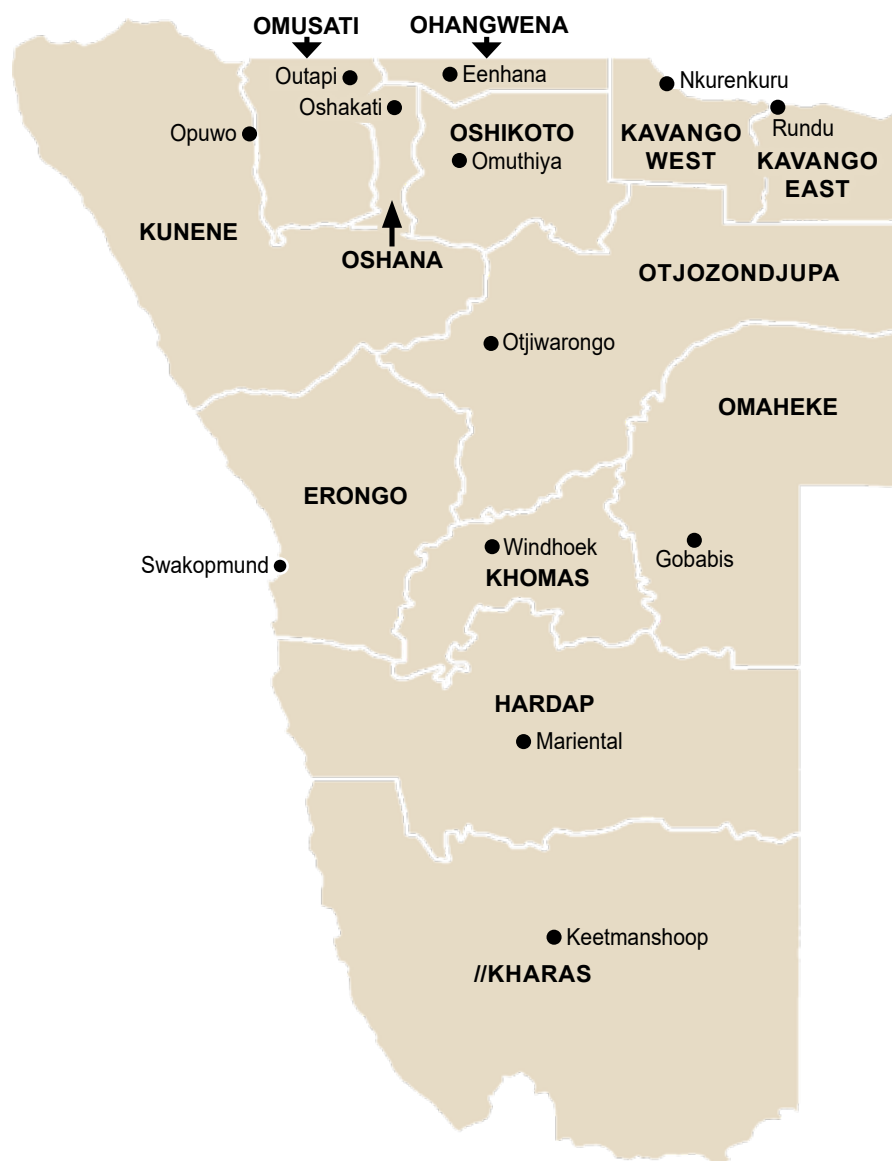 OMUSATI
OHANGWENA
Outapi
Eenhana
Nkurenkuru
Oshakati
Opuwo
OSHIKOTO
Omuthiya
KAVANGO
WEST
Rundu
KAVANGO
EAST
KUNENE
OSHANA
OTJOZONDJUPA
Otjiwarongo
OMAHEKE
ERONGO
Windhoek
Gobabis
Swakopmund
KHOMAS
HARDAP
Mariental
Keetmanshoop
//KHARAS